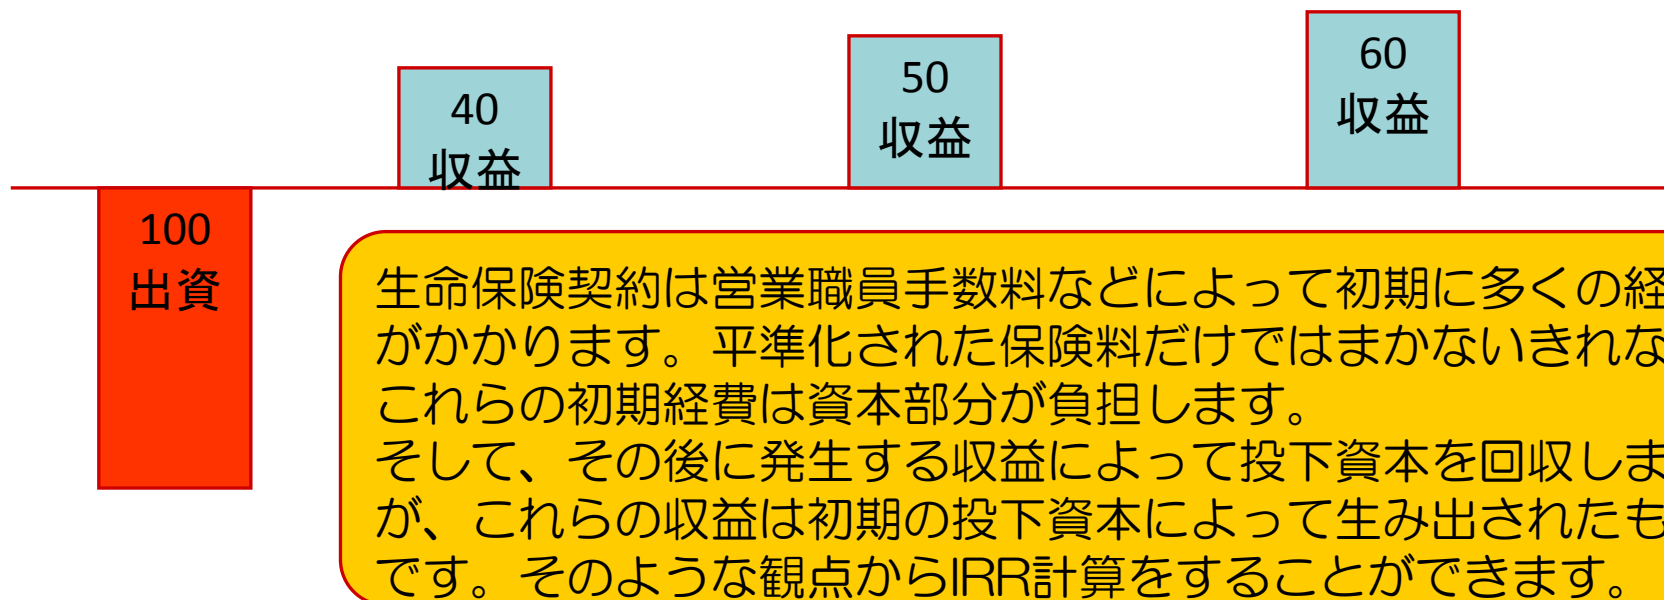 40
収益
50
収益
60
収益
100
出資
生命保険契約は営業職員手数料などによって初期に多くの経
がかかります。平準化された保険料だけではまかないきれな
これらの初期経費は資本部分が負担します。
そして、その後に発生する収益によって投下資本を回収しま
が、これらの収益は初期の投下資本によって生み出されたも
です。そのような観点からIRR計算をすることができます。